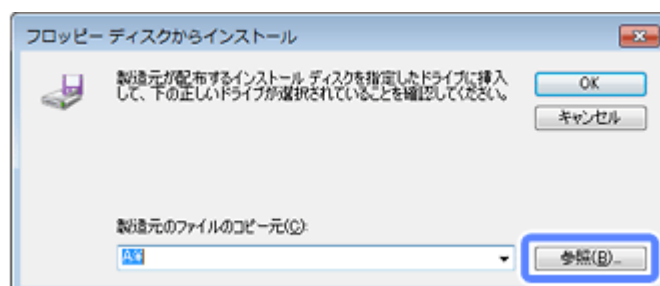 フロッピー ディスクからインストール
製造元が配布するインストール ディスクを指定したドライブに挿入
して、下の正しいドライブが選択されていることを確認してください。
OK
キャンセル
製造元のファイルのコピー元(C):
A:¥
参照(B)...